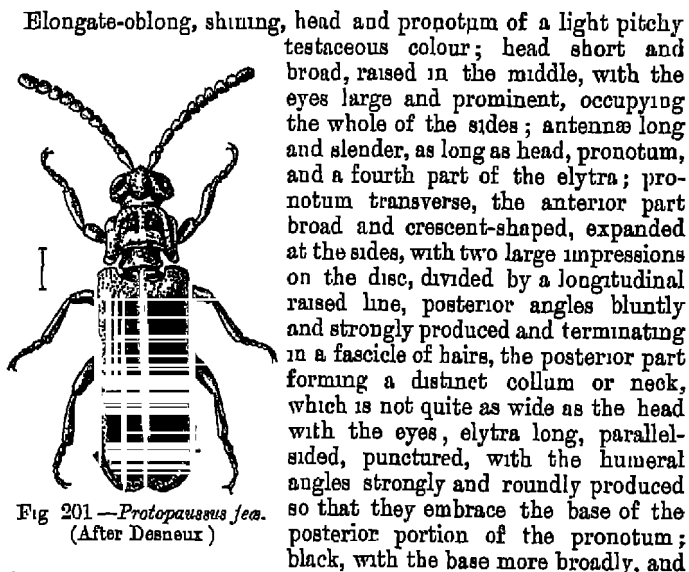 Elongate-oblong, shining, head and pronotum of a light pitchy
testaceous colour; head short and
broad, raised in the middle, with the
eyes large and prominent, occupying
the whole of the sides; antennæ long
and slender, as long as head, pronotum,
and a fourth part of the elytra; pro-
notum transverse, the anterior part
broad and crescent-shaped, expanded
at the sides, with two large impressions
on the disc, divided by a longitudinal
raised line, posterior angles bluntly
and strongly produced and terminating
in a fascicle of hairs, the posterior part
forming a distinct collum or neck,
which is not quite as wide as the head
with the eyes, elytra long, parallel-
sided, punctured, with the humeral
angles strongly and roundly produced
so that they embrace the base of the
posterior portion of the pronotum;
black, with the base more broadly, and
Fig 201 —Protopaussus feæ.
(After Desneux)